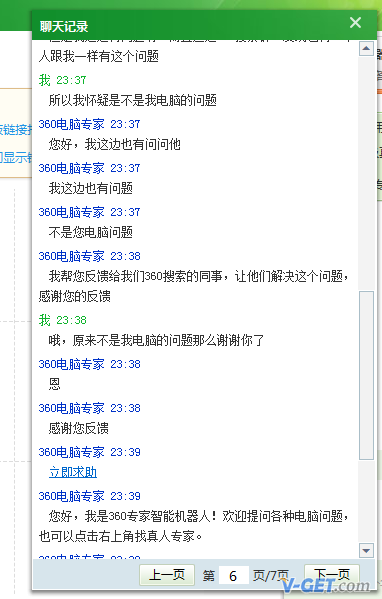 聊天记录
人跟我一样有这个问题
我 23:37
所以我怀疑是不是我电脑的问题
360电脑专家 23:37
您好，我这边也有问问他
360电脑专家 23:37
我这边也有问题
360电脑专家 23:37
不是您电脑问题
360电脑专家 23:38
我帮您反馈给我们360搜索的同事，让他们解决这个问题，
感谢您的反馈
我 23:38
哦，原来不是我电脑的问题那么谢谢你了
360电脑专家 23:38
恩
360电脑专家 23:38
感谢您反馈
360电脑专家 23:39
立即求助
360电脑专家 23:39
您好，我是360专家智能机器人！欢迎提问各种电脑问题，
也可以点击右上角找真人专家。
360电脑专家 23:39
上一页 第 6 页/7页 下一页
V-GET.com